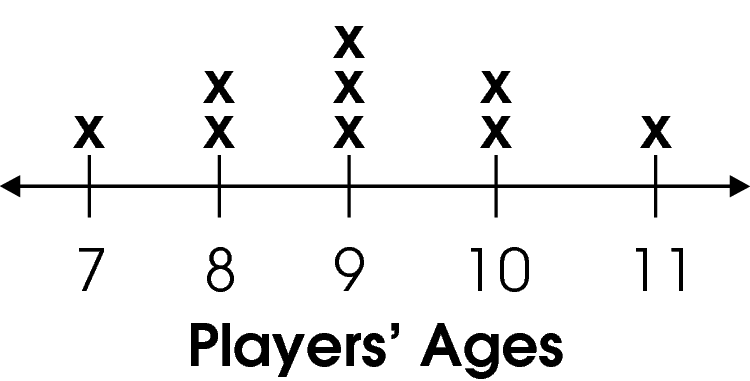 x
x x x
x x x x x
7 8 9 10 11
Players’ Ages